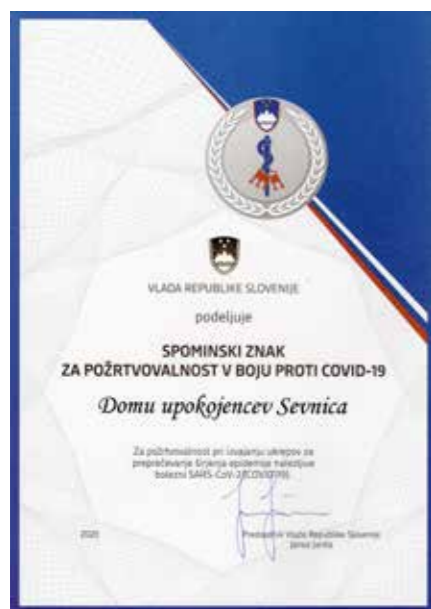 VLADA REPUBLIKE SLOVENIJE
podeljuje
SPOMINSKI ZNAK
ZA POŽRTVOVALNOST V BOJU PROTI COVID-19
Domu upokojencev Sevnica
Za požrtvovalnost pri izvajanju ukrepov za
preprečevanje širjenja epidemije nalezljive
bolezni SARS-CoV-2 (COVID-19)
2020
Predsednik Vlade Republike Slovenije
Janez Janša